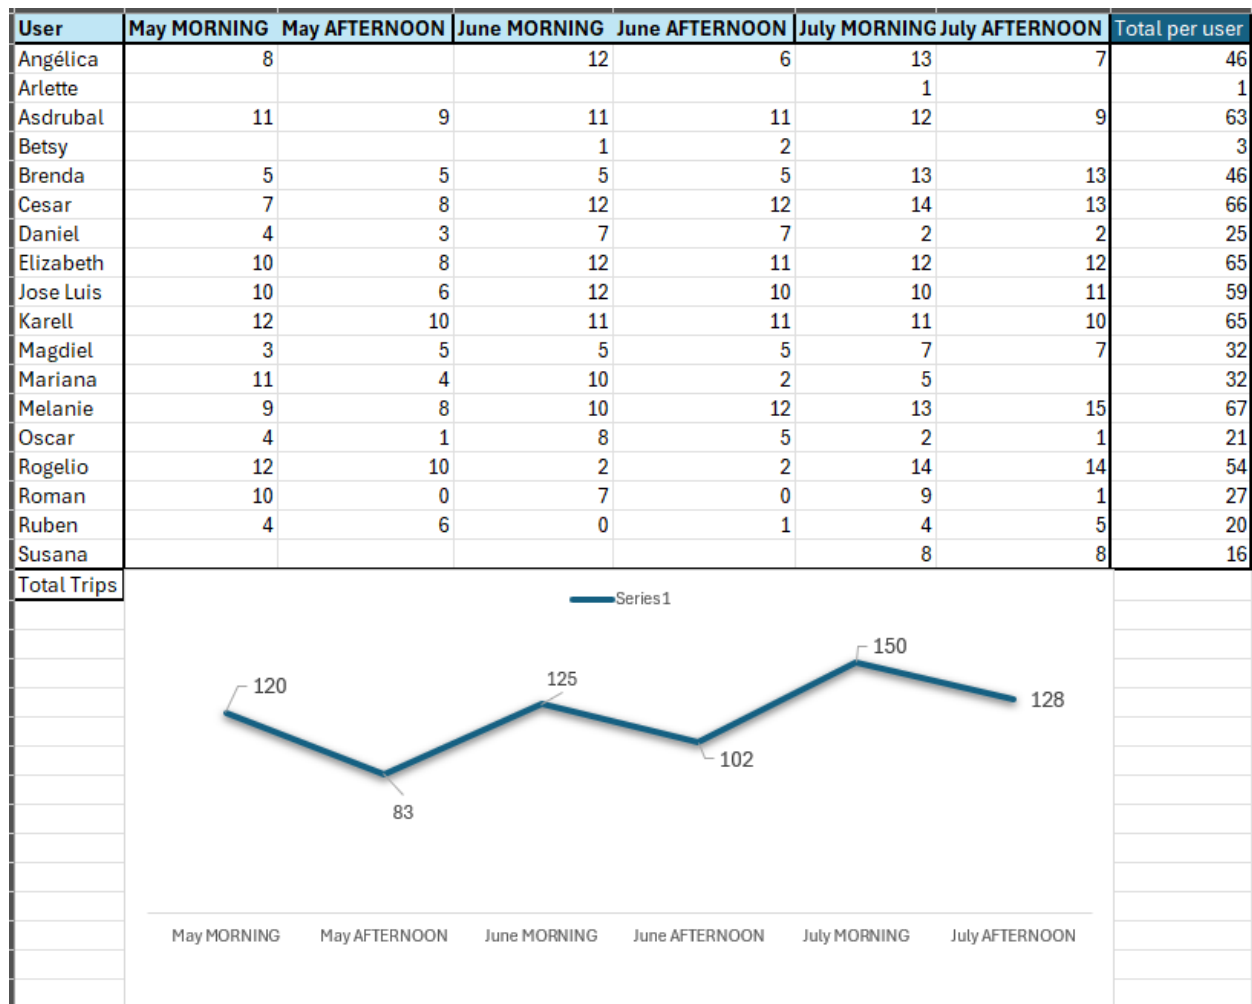 User May MORNING May AFTERNOON June MORNING June AFTERNOON July MORNING July AFTERNOON Total per user
Angélica 8 12 6 13 7 46
Arlette 1 1
Asdrubal 11 9 11 11 12 9 63
Betsy 1 2 3
Brenda 5 5 5 5 13 13 46
Cesar 7 8 12 12 14 13 66
Daniel 4 3 7 7 2 2 25
Elizabeth 10 8 12 11 12 12 65
Jose Luis 10 6 12 10 10 11 59
Karell 12 10 11 11 11 10 65
Magdiel 3 5 5 5 7 7 32
Mariana 11 4 10 2 5 32
Melanie 9 8 10 12 13 15 67
Oscar 4 1 8 5 2 1 21
Rogelio 12 10 2 2 14 14 54
Roman 10 0 7 0 9 1 27
Ruben 4 6 0 1 4 5 20
Susana 8 8 16
Total Trips
Series1
120
83
125
102
150
128
May MORNING May AFTERNOON June MORNING June AFTERNOON July MORNING July AFTERNOON